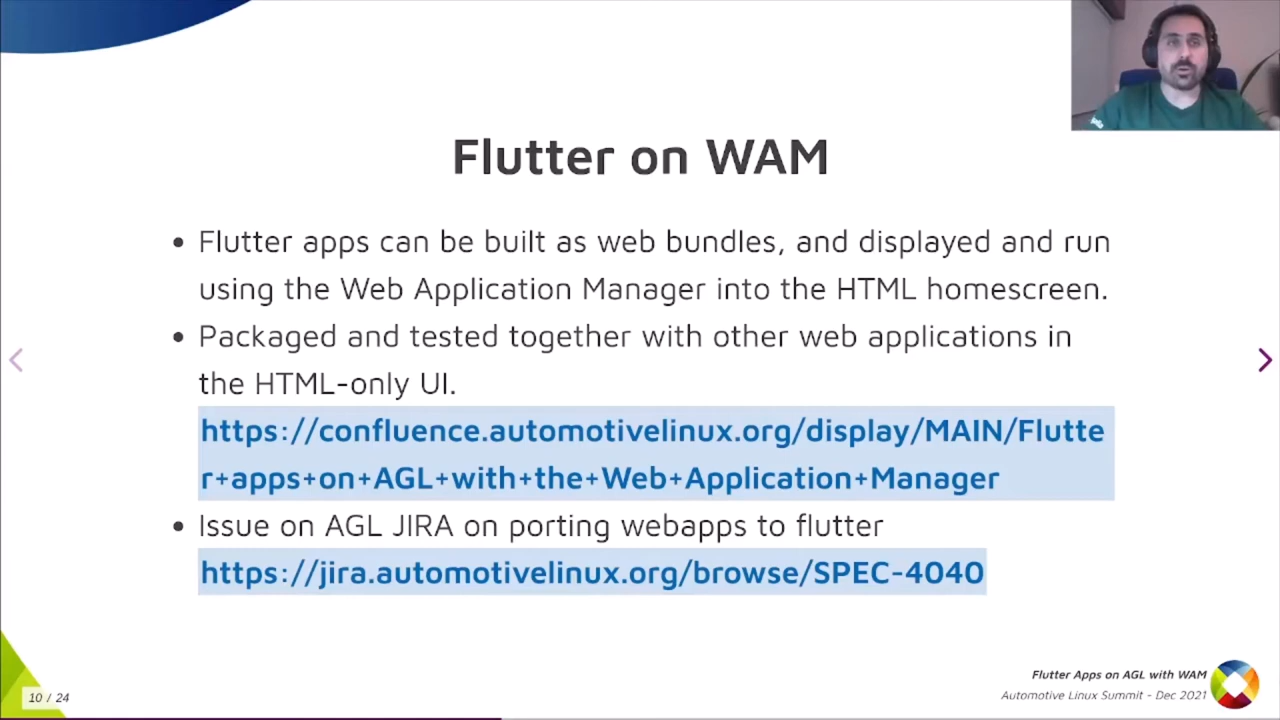 Flutter on WAM
• Flutter apps can be built as web bundles, and displayed and run
using the Web Application Manager into the HTML homescreen.
• Packaged and tested together with other web applications in
the HTML-only UI.
https://confluence.automotivelinux.org/display/MAIN/Flutte
r+apps+on+AGL+with+the+Web+Application+Manager
• Issue on AGL JIRA on porting webapps to flutter
https://jira.automotivelinux.org/browse/SPEC-4040
Flutter Apps on AGL with WAM
Automotive Linux Summit - Dec 2021
10 / 24